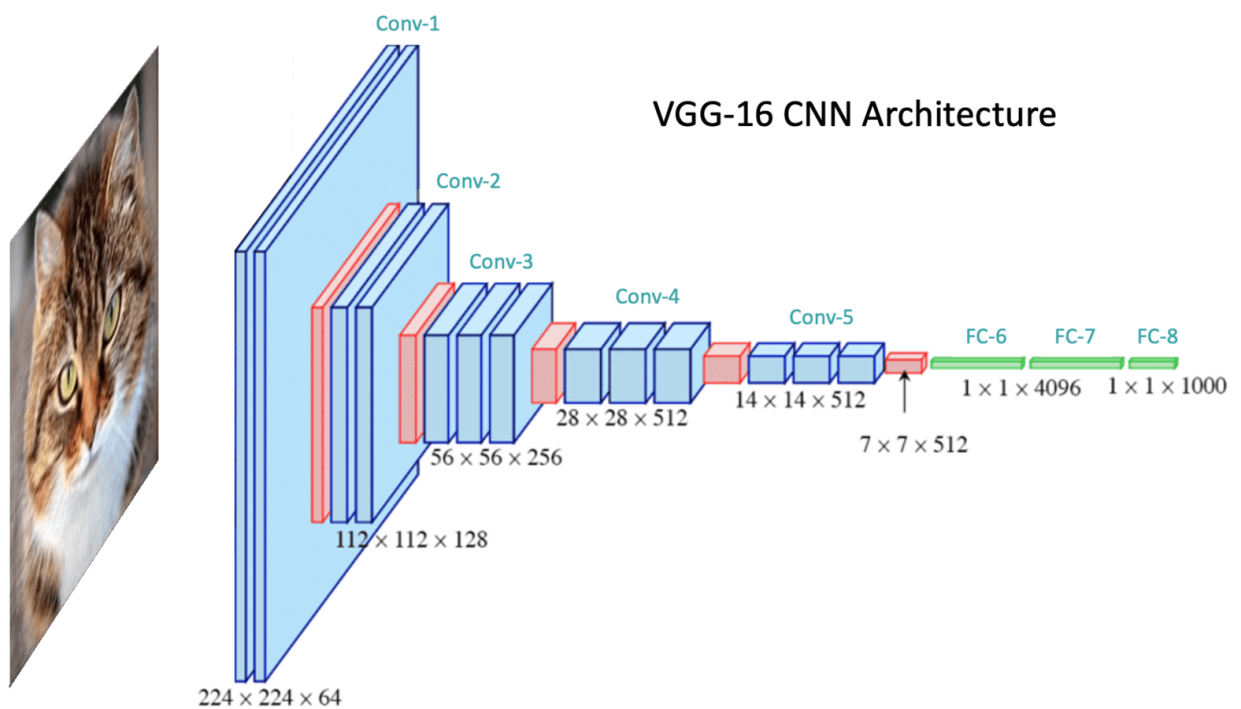 Conv-1
VGG-16 CNN Architecture
Conv-2
Conv-3
Conv-4
Conv-5
FC-6
FC-7
FC-8
1 × 1 × 4096
1 × 1 × 1000
14 × 14 × 512
28 × 28 × 512
7 × 7 × 512
56 × 56 × 256
112 × 112 × 128
224 × 224 × 64